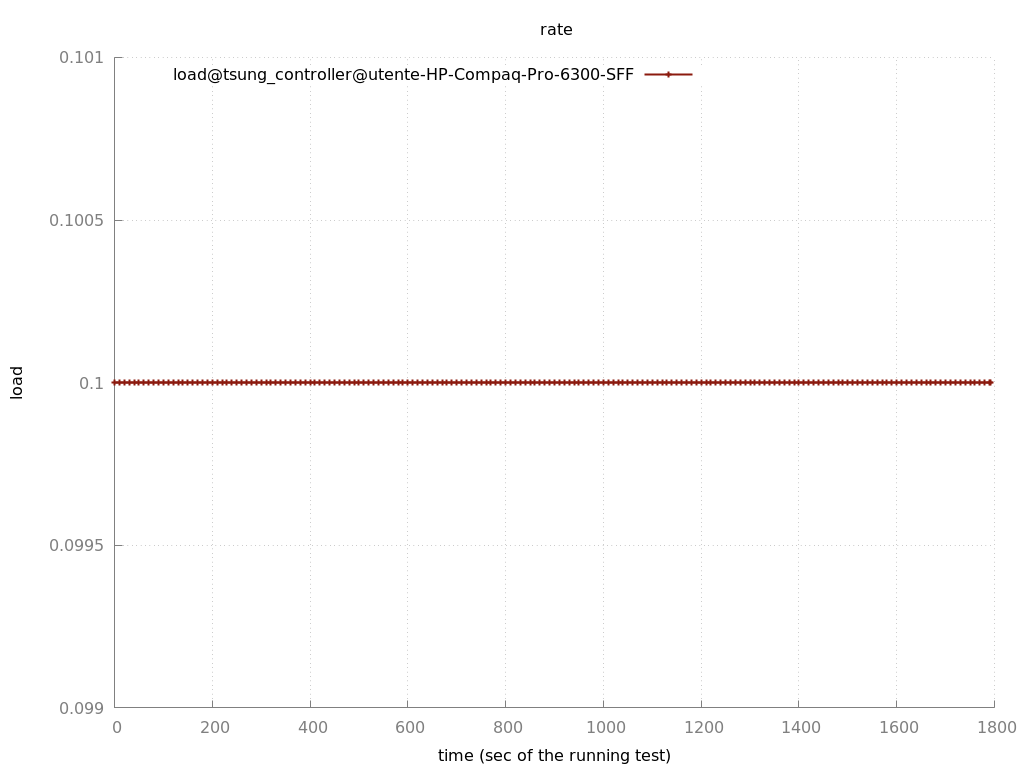 rate
load@tsung_controller@utente-HP-Compaq-Pro-6300-SFF
0.101
0.1005
0.1
0.0995
0.099
load
0 200 400 600 800 1000 1200 1400 1600 1800
time (sec of the running test)